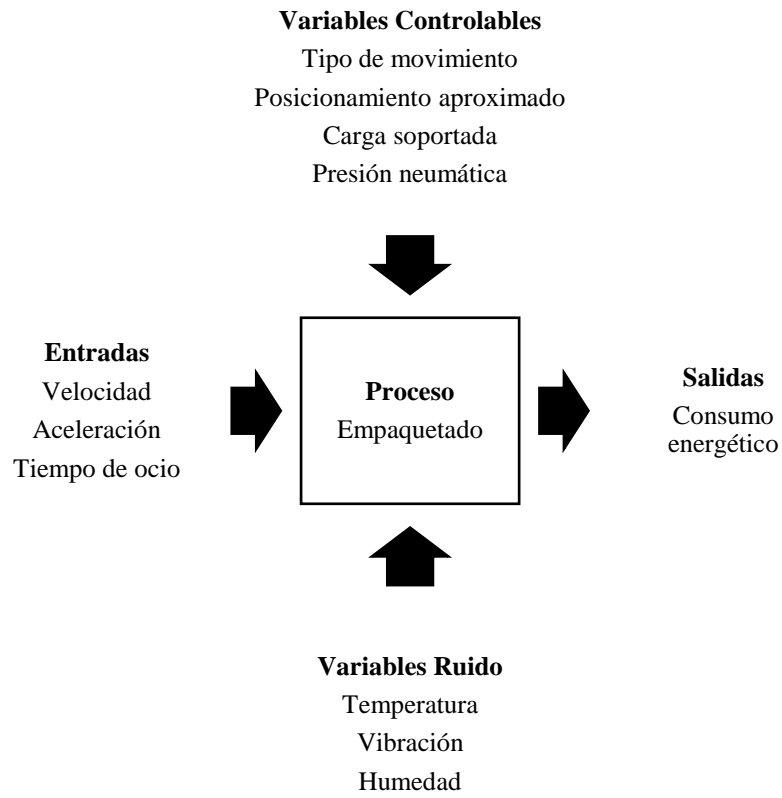 Variables Controlables
Tipo de movimiento
Posicionamiento aproximado
Carga soportada
Presión neumática
Entradas
Velocidad
Aceleración
Tiempo de ocio
Proceso
Empaquetado
Salidas
Consumo
energético
Variables Ruido
Temperatura
Vibración
Humedad